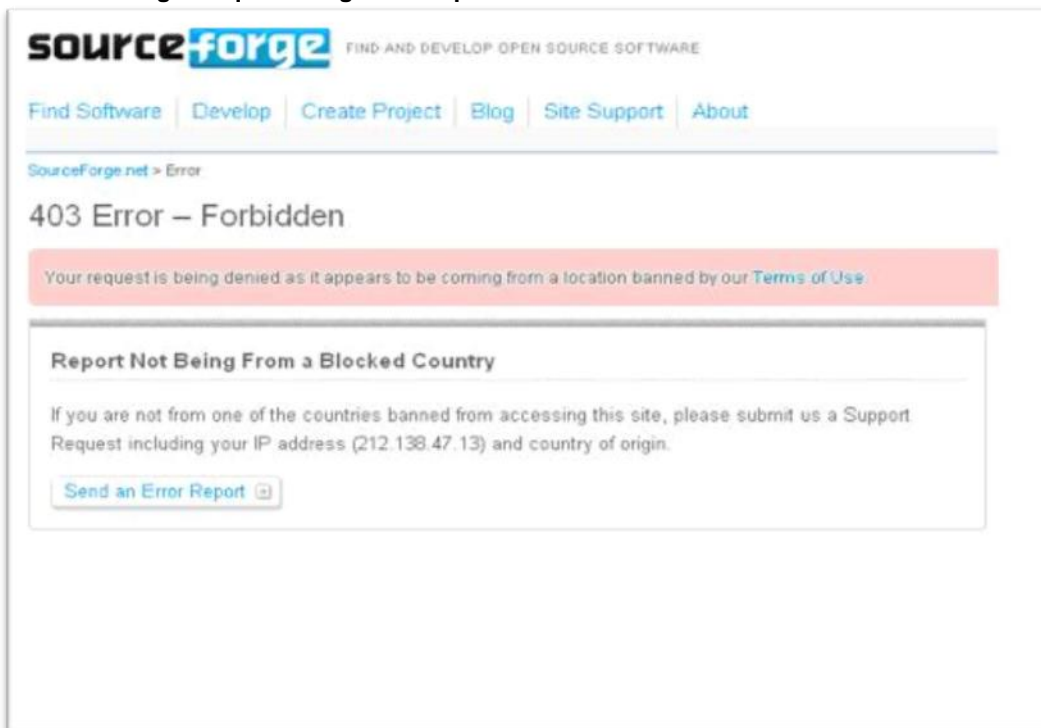 sourceforge FIND AND DEVELOP OPEN SOURCE SOFTWARE
Find Software Develop Create Project Blog Site Support About
SourceForge.net > Error
403 Error – Forbidden
Your request is being denied as it appears to be coming from a location banned by our Terms of Use.
Report Not Being From a Blocked Country
If you are not from one of the countries banned from accessing this site, please submit us a Support
Request including your IP address (212.138.47.13) and country of origin.
Send an Error Report